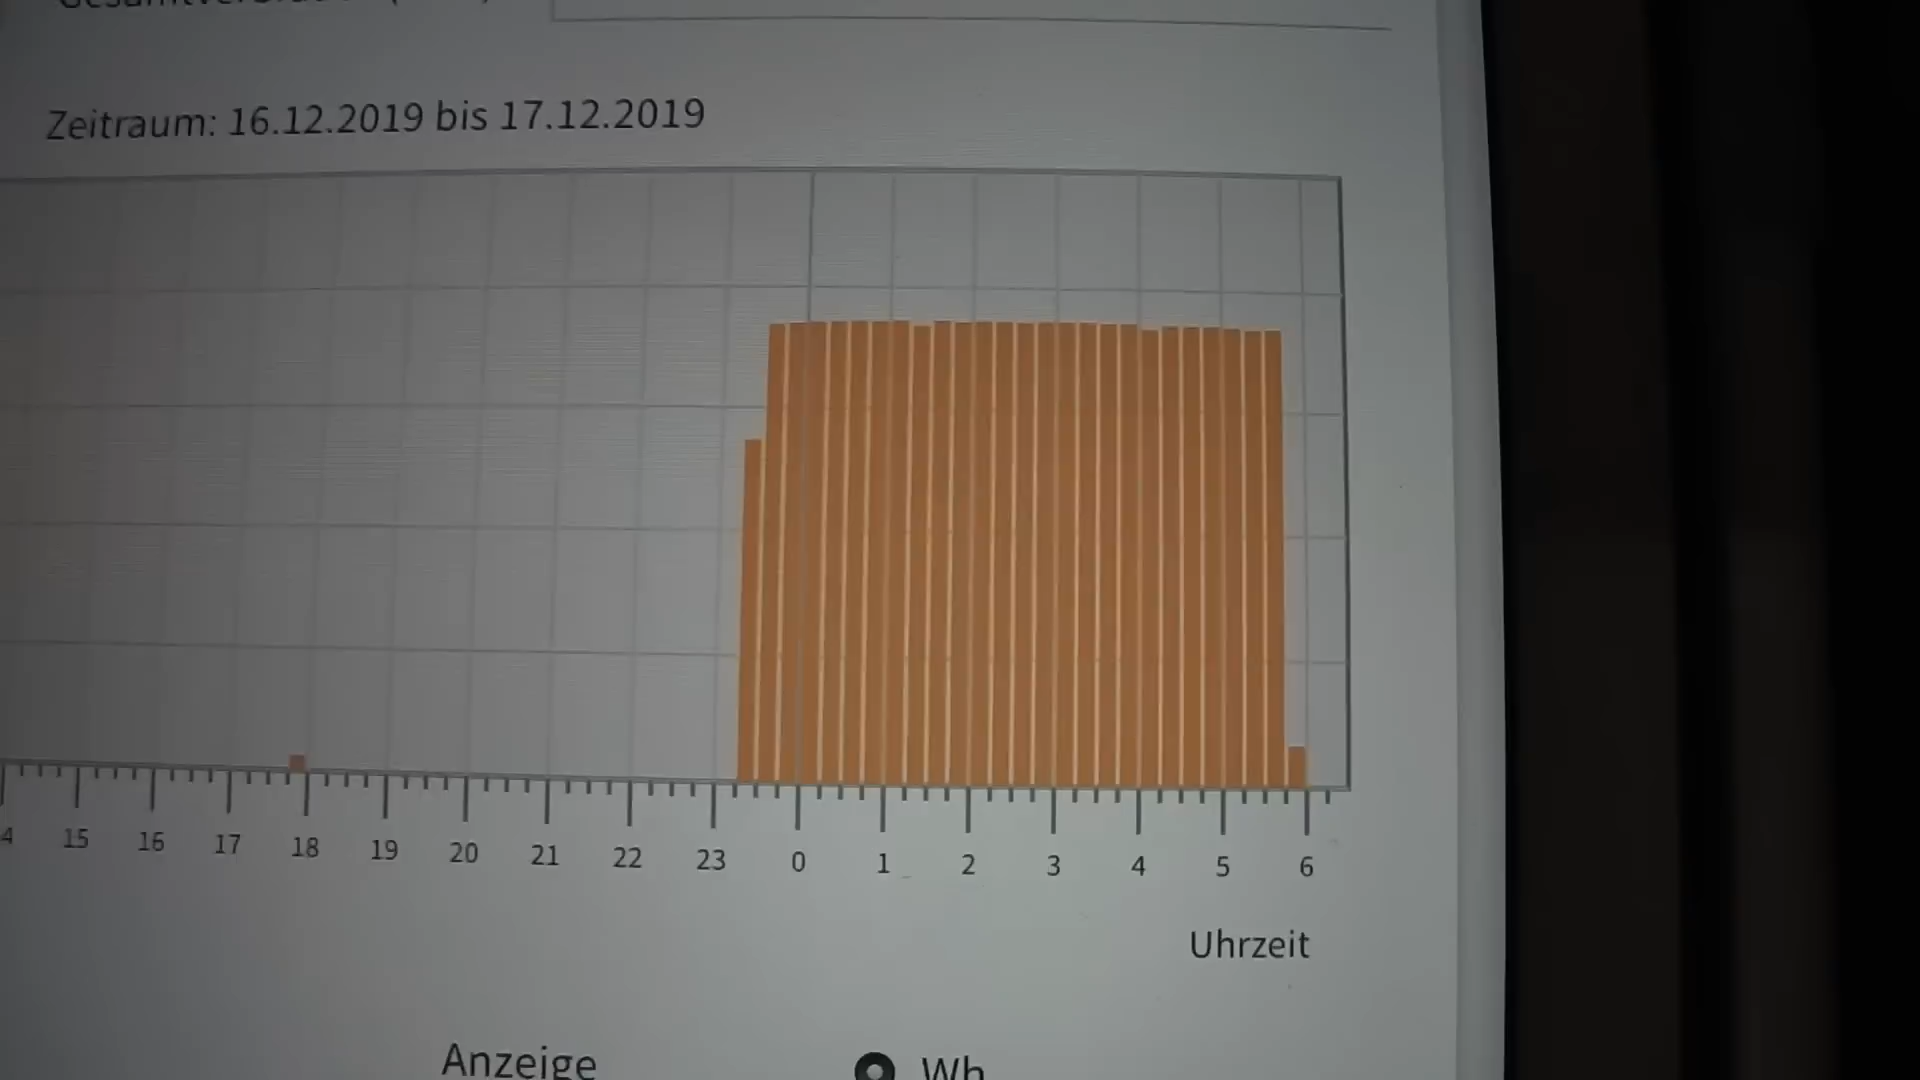 Zeitraum: 16.12.2019 bis 17.12.2019
15 16 17 18 19 20 21 22 23 0 1 2 3 4 5 6
Uhrzeit
Anzeige Wh